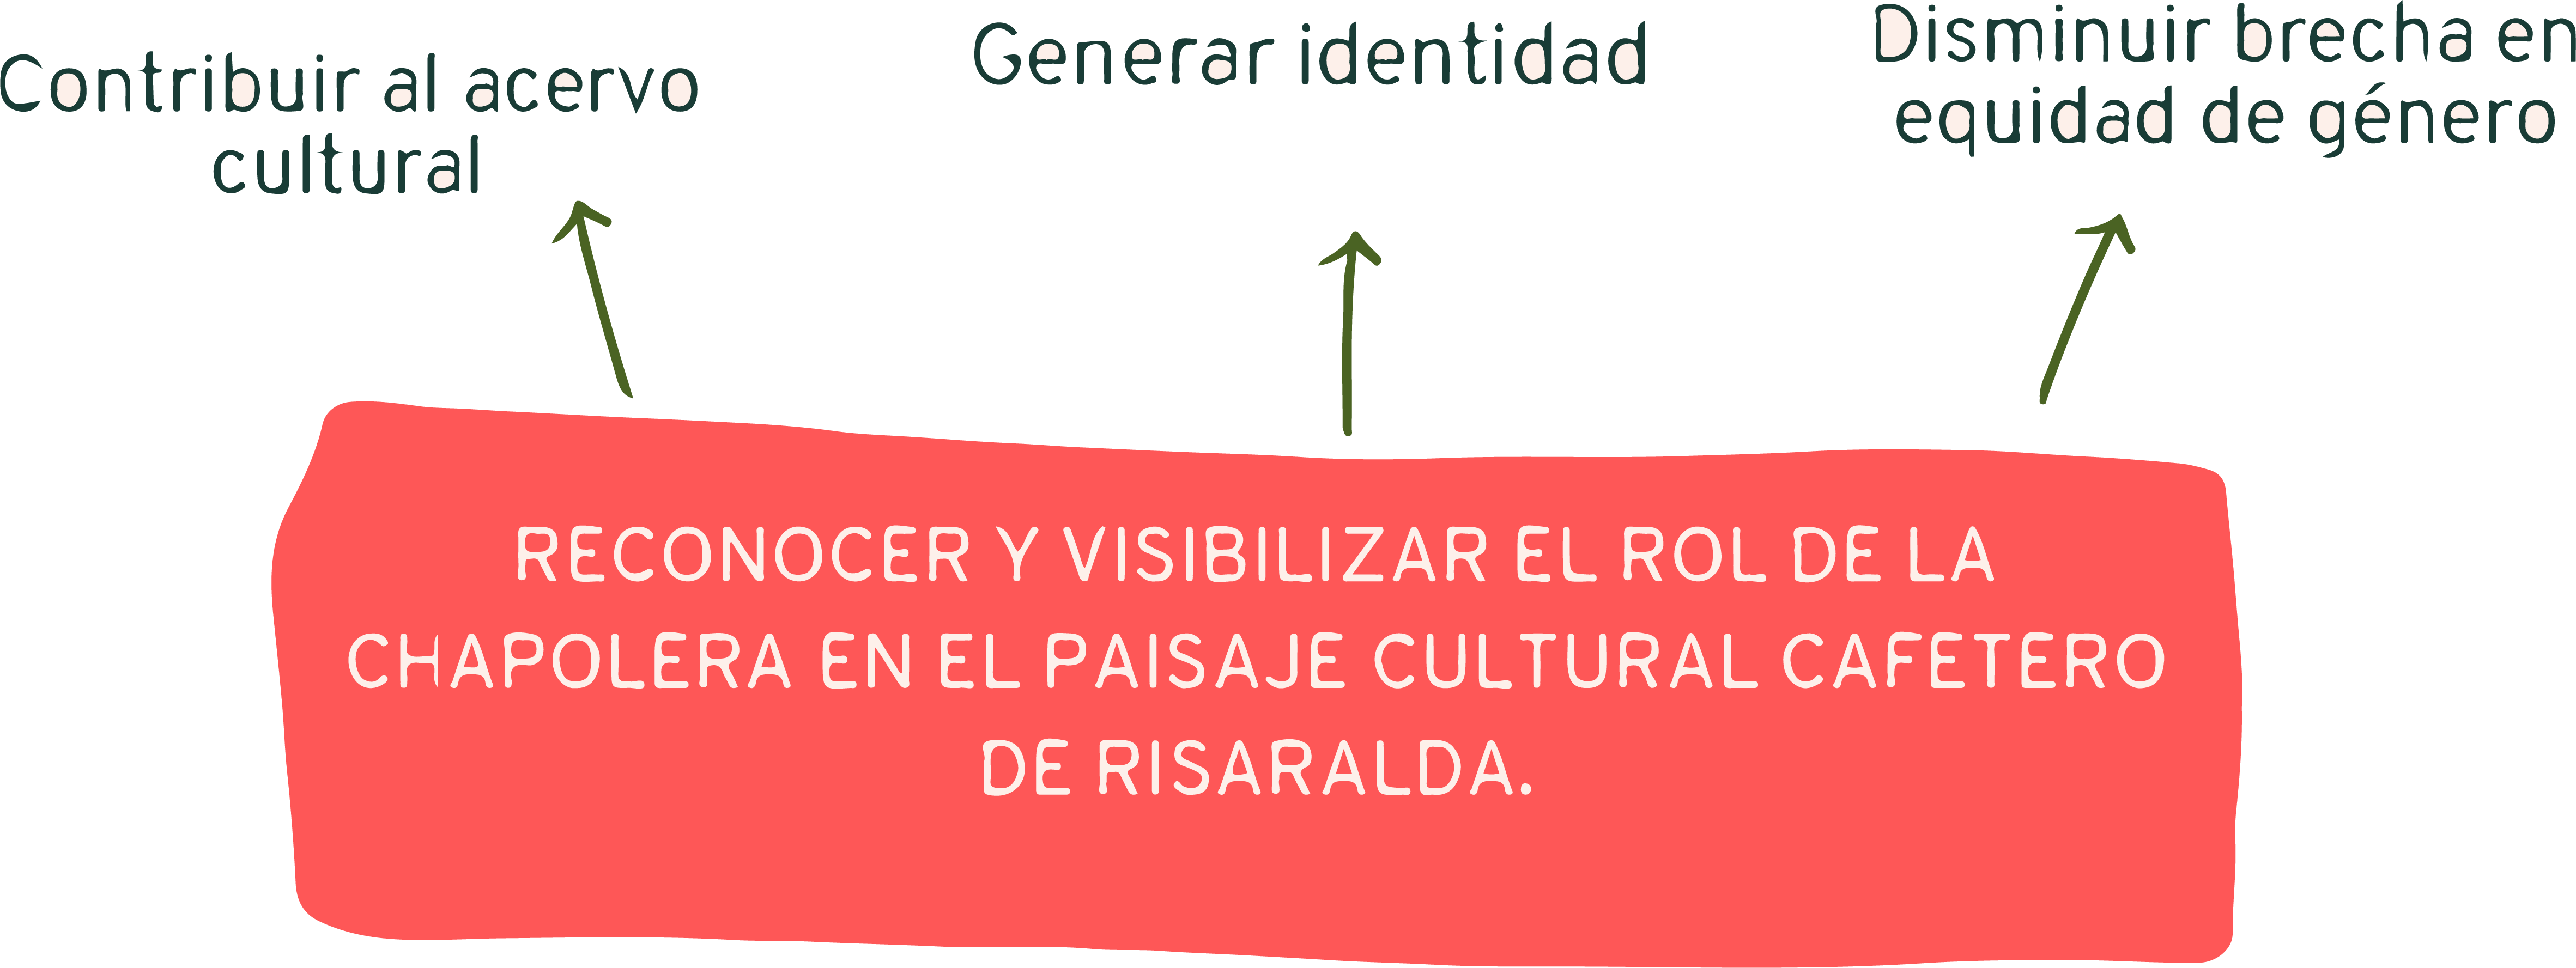 Contribuir al acervo
cultural
Generar identidad
Disminuir brecha en
equidad de género
RECONOCER Y VISIBILIZAR EL ROL DE LA
CHAPOLERA EN EL PAISAJE CULTURAL CAFETERO
DE RISARALDA.